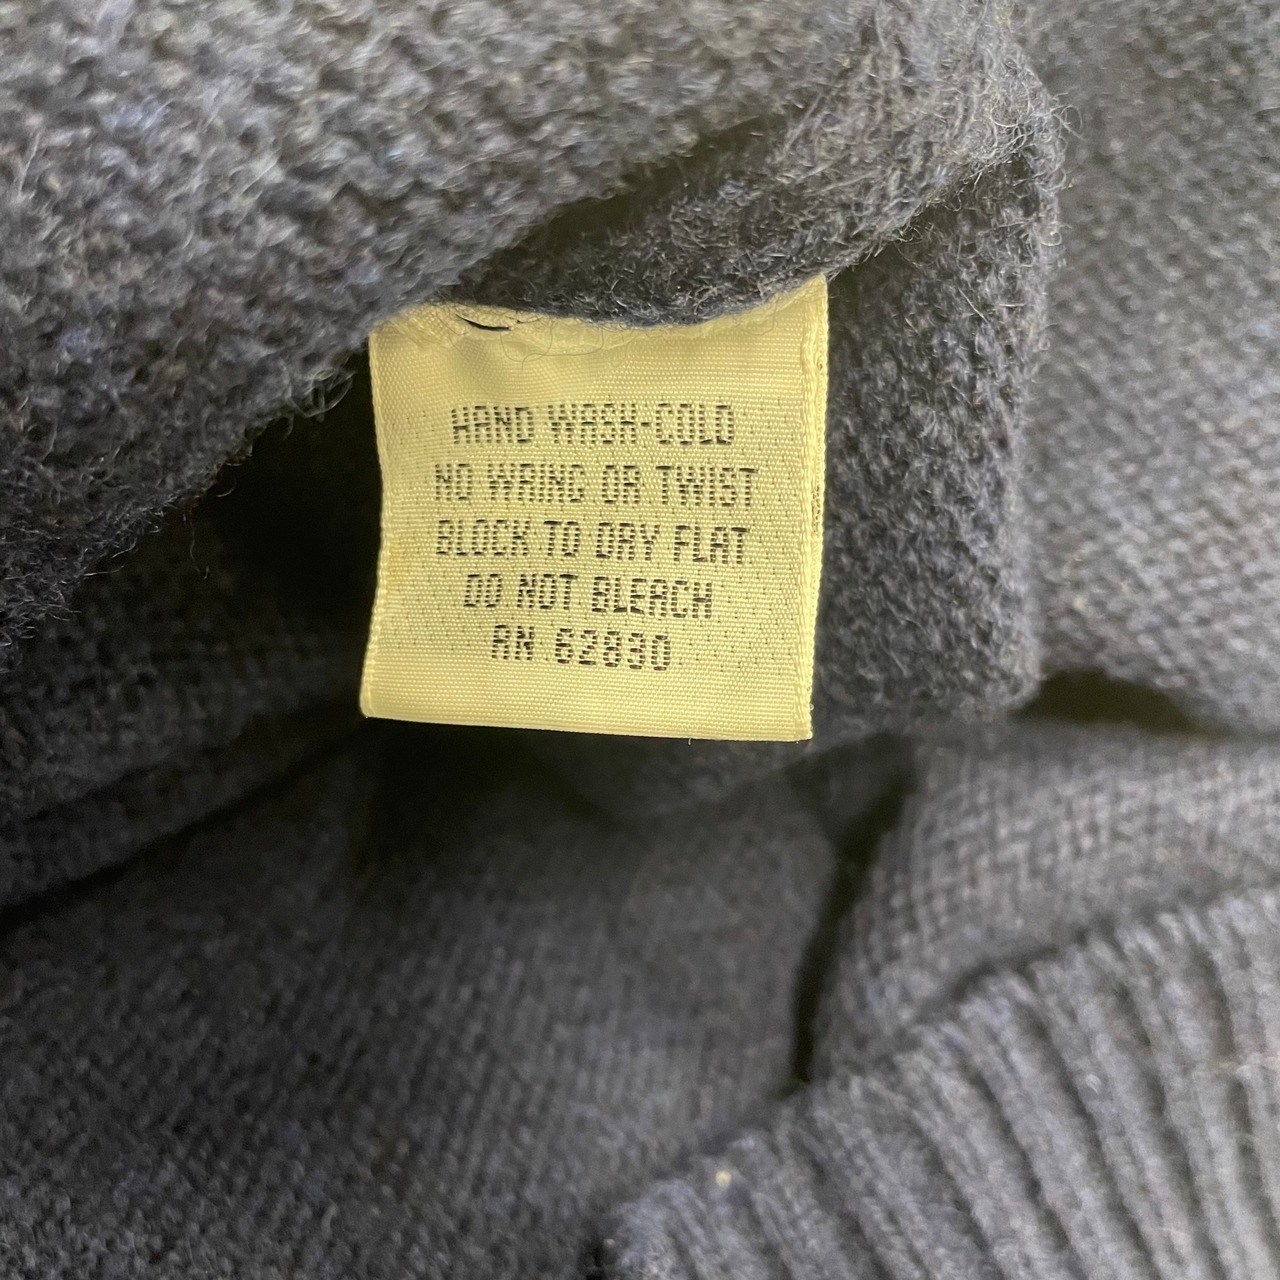 HAND WASH-COLD
NO WRING OR TWIST
BLOCK TO DRY FLAT
DO NOT BLEACH
RN 62830